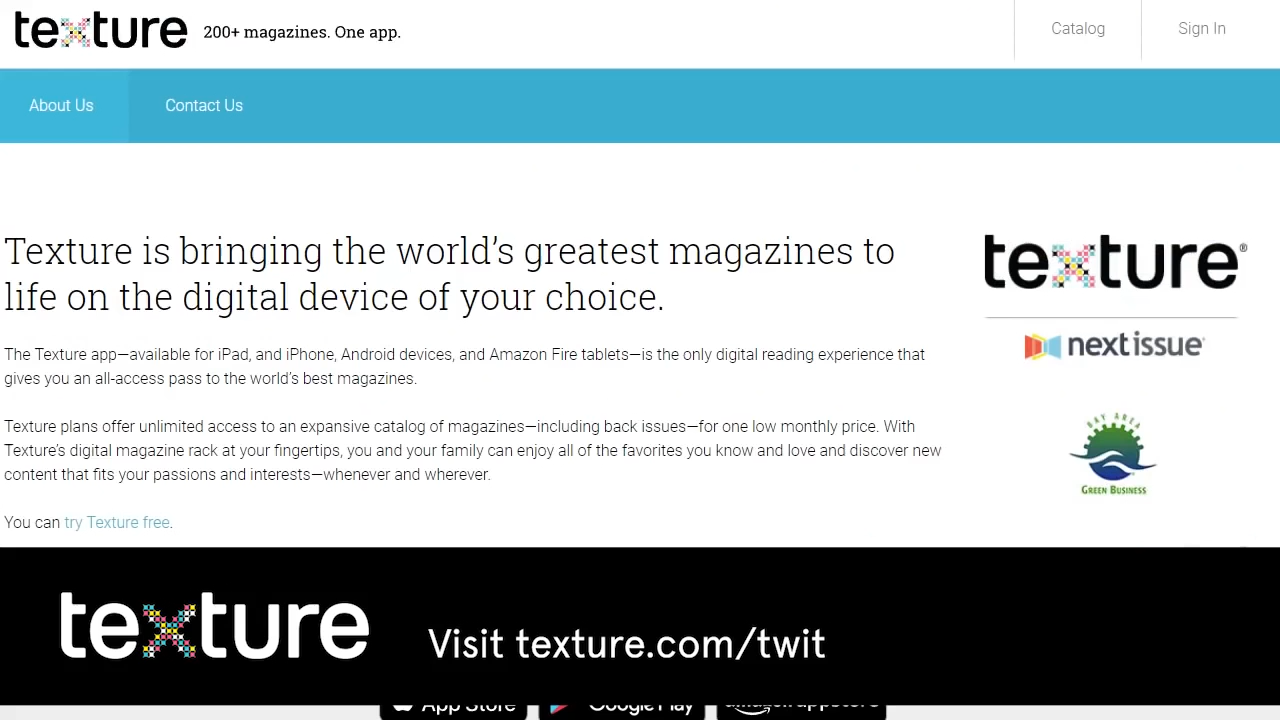 texture 200+ magazines. One app.
Catalog
Sign In
About Us
Contact Us
Texture is bringing the world’s greatest magazines to
life on the digital device of your choice.
The Texture app—available for iPad, and iPhone, Android devices, and Amazon Fire tablets—is the only digital reading experience that
gives you an all-access pass to the world’s best magazines.
Texture plans offer unlimited access to an expansive catalog of magazines—including back issues—for one low monthly price. With
Texture’s digital magazine rack at your fingertips, you and your family can enjoy all of the favorites you know and love and discover new
content that fits your passions and interests—whenever and wherever.
You can try Texture free.
texture®
nextissue
BAY AREA
GREEN BUSINESS
texture
Visit texture.com/twit
App Store
Google Play
amazon appstore